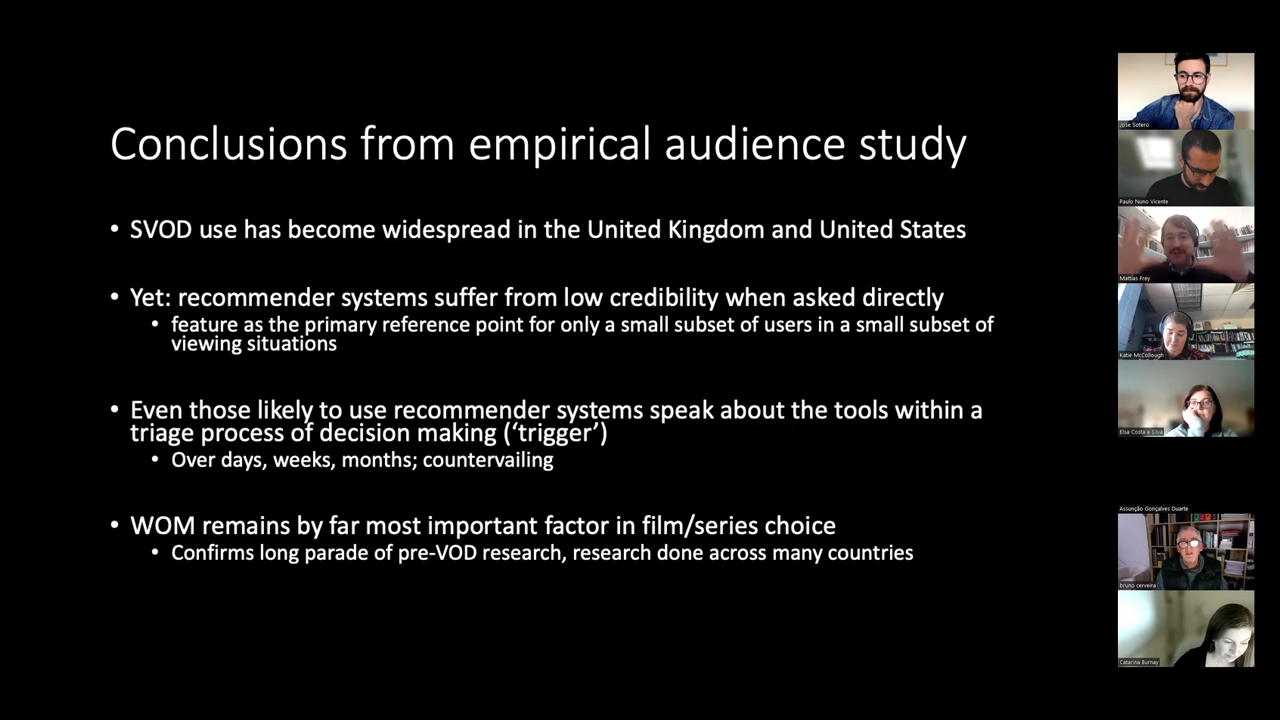 Conclusions from empirical audience study
• SVOD use has become widespread in the United Kingdom and United States
• Yet: recommender systems suffer from low credibility when asked directly
• feature as the primary reference point for only a small subset of users in a small subset of
viewing situations
• Even those likely to use recommender systems speak about the tools within a
triage process of decision making (‘trigger’)
• Over days, weeks, months; countervailing
• WOM remains by far most important factor in film/series choice
• Confirms long parade of pre-VOD research, research done across many countries
Jose Sotero
Paulo Nuno Vicente
Mattias Frey
Katie McCollough
Elsa Costa e Silva
Assunção Gonçalves Duarte
bruno cerveira
Catarina Burnay